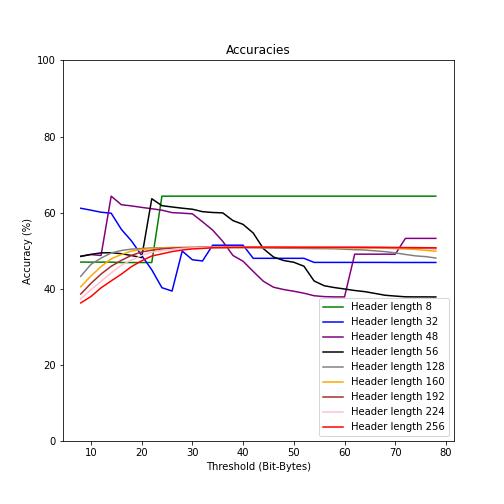 Accuracies
Accuracy (%)
100
80
60
40
20
0
10 20 30 40 50 60 70 80
Threshold (Bit-Bytes)
Header length 8
Header length 32
Header length 48
Header length 56
Header length 128
Header length 160
Header length 192
Header length 224
Header length 256